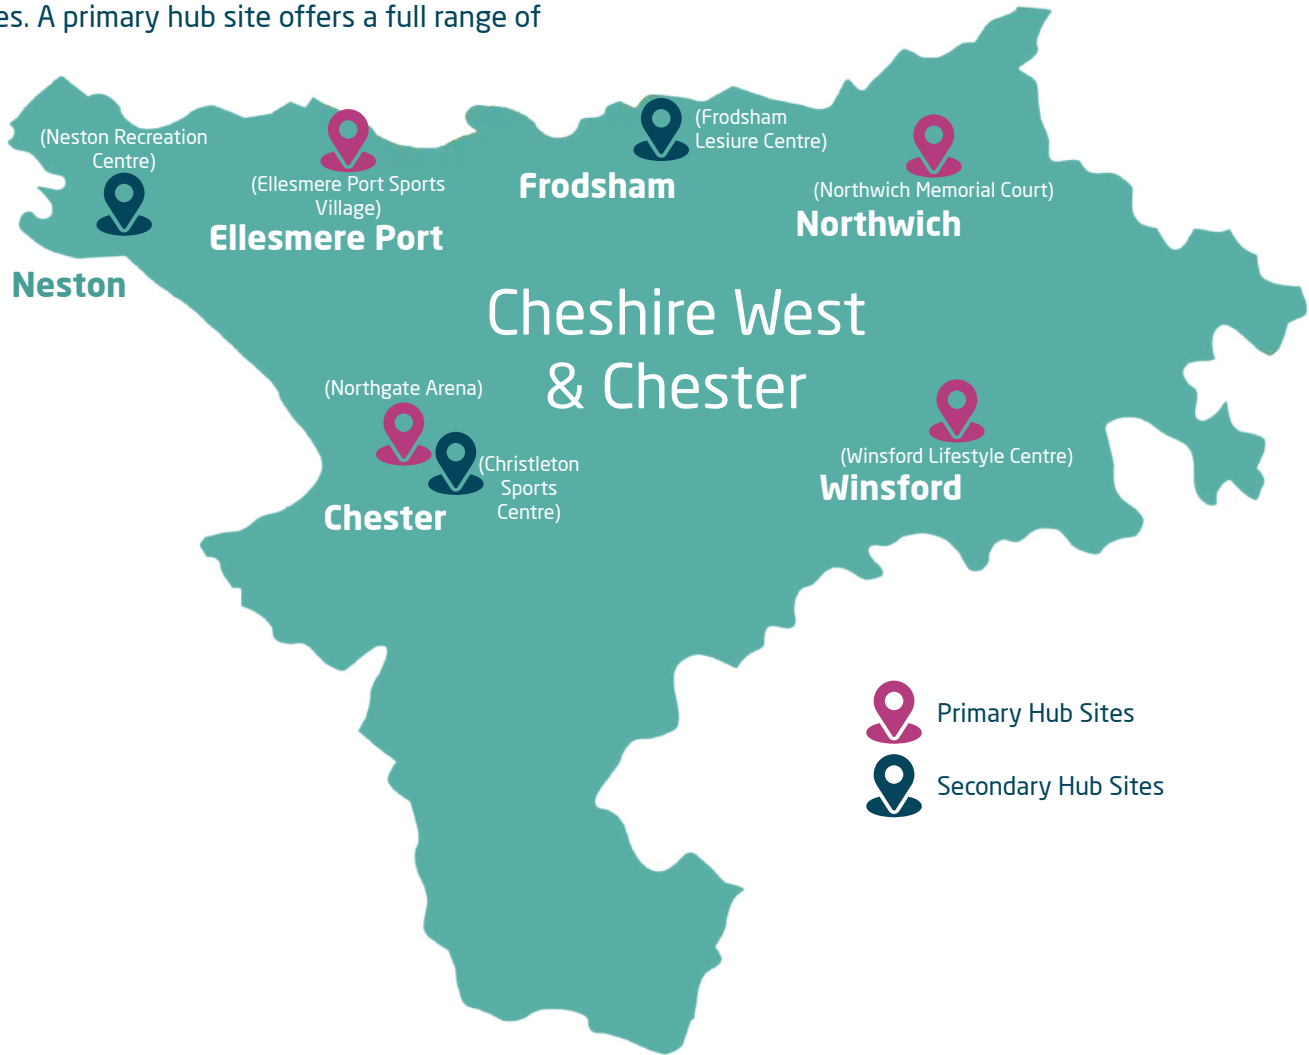 es. A primary hub site offers a full range of
(Neston Recreation
Centre)
Neston
(Ellesmere Port Sports
Village)
Ellesmere Port
(Frodsham
Lesiure Centre)
Frodsham
(Northwich Memorial Court)
Northwich
Cheshire West
& Chester
(Northgate Arena)
(Christleton
Sports
Centre)
Chester
(Winsford Lifestyle Centre)
Winsford
Primary Hub Sites
Secondary Hub Sites